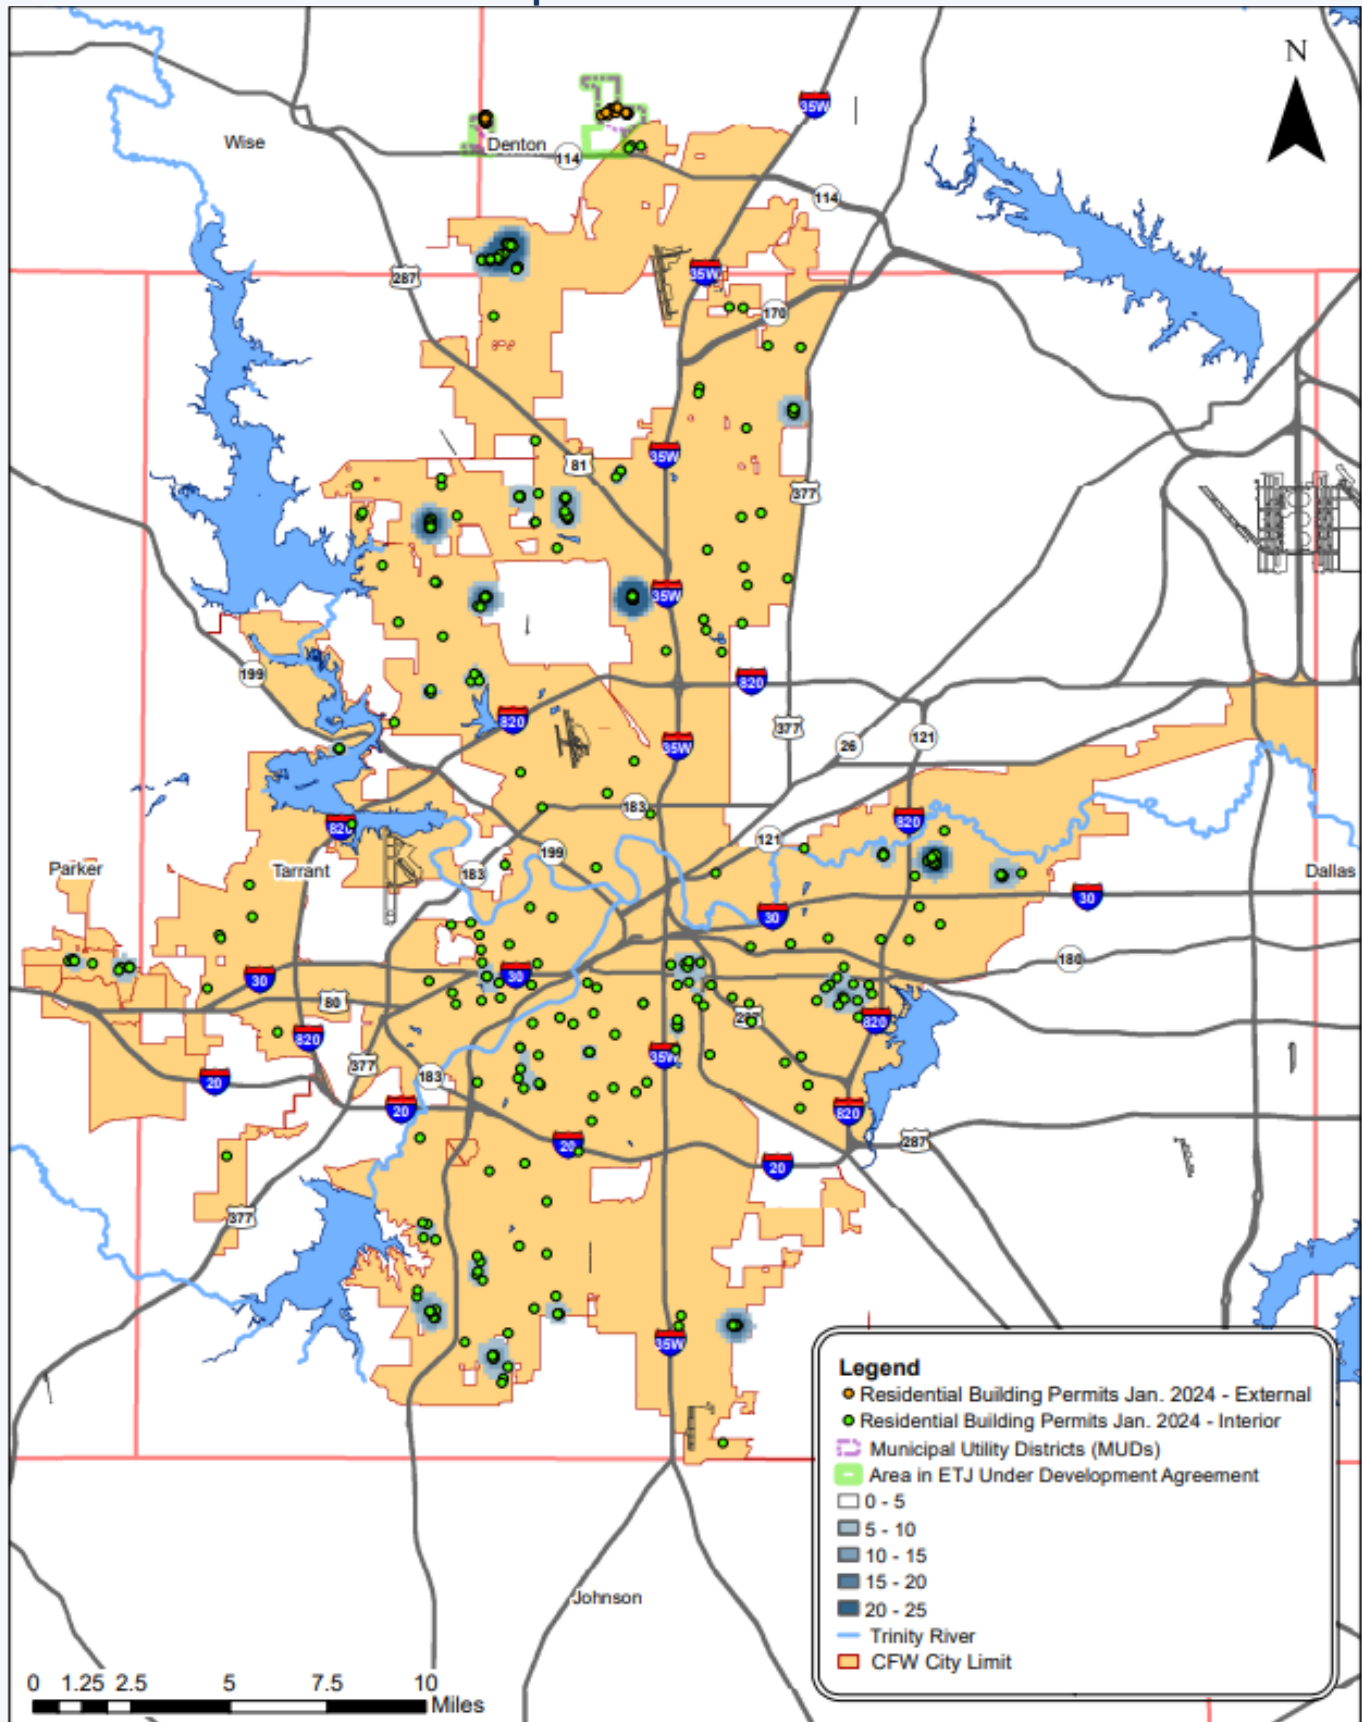 N
35W
Wise
Denton
114
114
287
35W
170
35W
81
377
35W
199
820
820
377
26
121
35W
183
820
121
820
199
Parker
Tarrant
183
Dallas
30
30
180
30
30
80
287
820
820
35W
377
183
20
20
820
20
287
20
377
35W
Legend
Residential Building Permits Jan. 2024 - External
Residential Building Permits Jan. 2024 - Interior
Municipal Utility Districts (MUDs)
Area in ETJ Under Development Agreement
0 - 5
5 - 10
10 - 15
15 - 20
20 - 25
Trinity River
CFW City Limit
Johnson
0 1.25 2.5 5 7.5 10
Miles